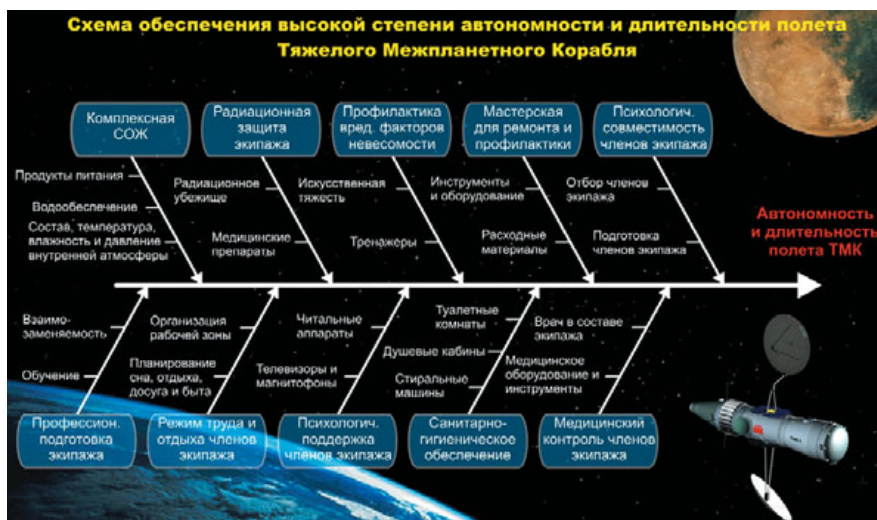 Схема обеспечения высокой степени автономности и длительности полета
Тяжелого Межпланетного Корабля
Комплексная
СОЖ
Радиационная
защита
экипажа
Профилактика
вред. факторов
невесомости
Мастерская
для ремонта и
профилактики
Психологич.
совместимость
членов экипажа
Продукты питания
Водообеспечение
Состав, температура,
влажность и давление
внутренней атмосферы
Радиационное
убежище
Медицинские
препараты
Искусственная
тяжесть
Тренажеры
Инструменты
и оборудование
Расходные
материалы
Отбор членов
экипажа
Подготовка
членов экипажа
Автономность
и длительность
полета ТМК
Взаимо-
заменяемость
Обучение
Организация
рабочей зоны
Планирование
сна, отдыха,
досуга и быта
Читальные
аппараты
Телевизоры и
магнитофоны
Туалетные
комнаты
Душевые кабины
Стиральные
машины
Врач в составе
экипажа
Медицинское
оборудование и
инструменты
Профессион.
подготовка
экипажа
Режим труда и
отдыха членов
экипажа
Психологич.
поддержка
членов экипажа
Санитарно-
гигиеническое
обеспечение
Медицинский
контроль членов
экипажа